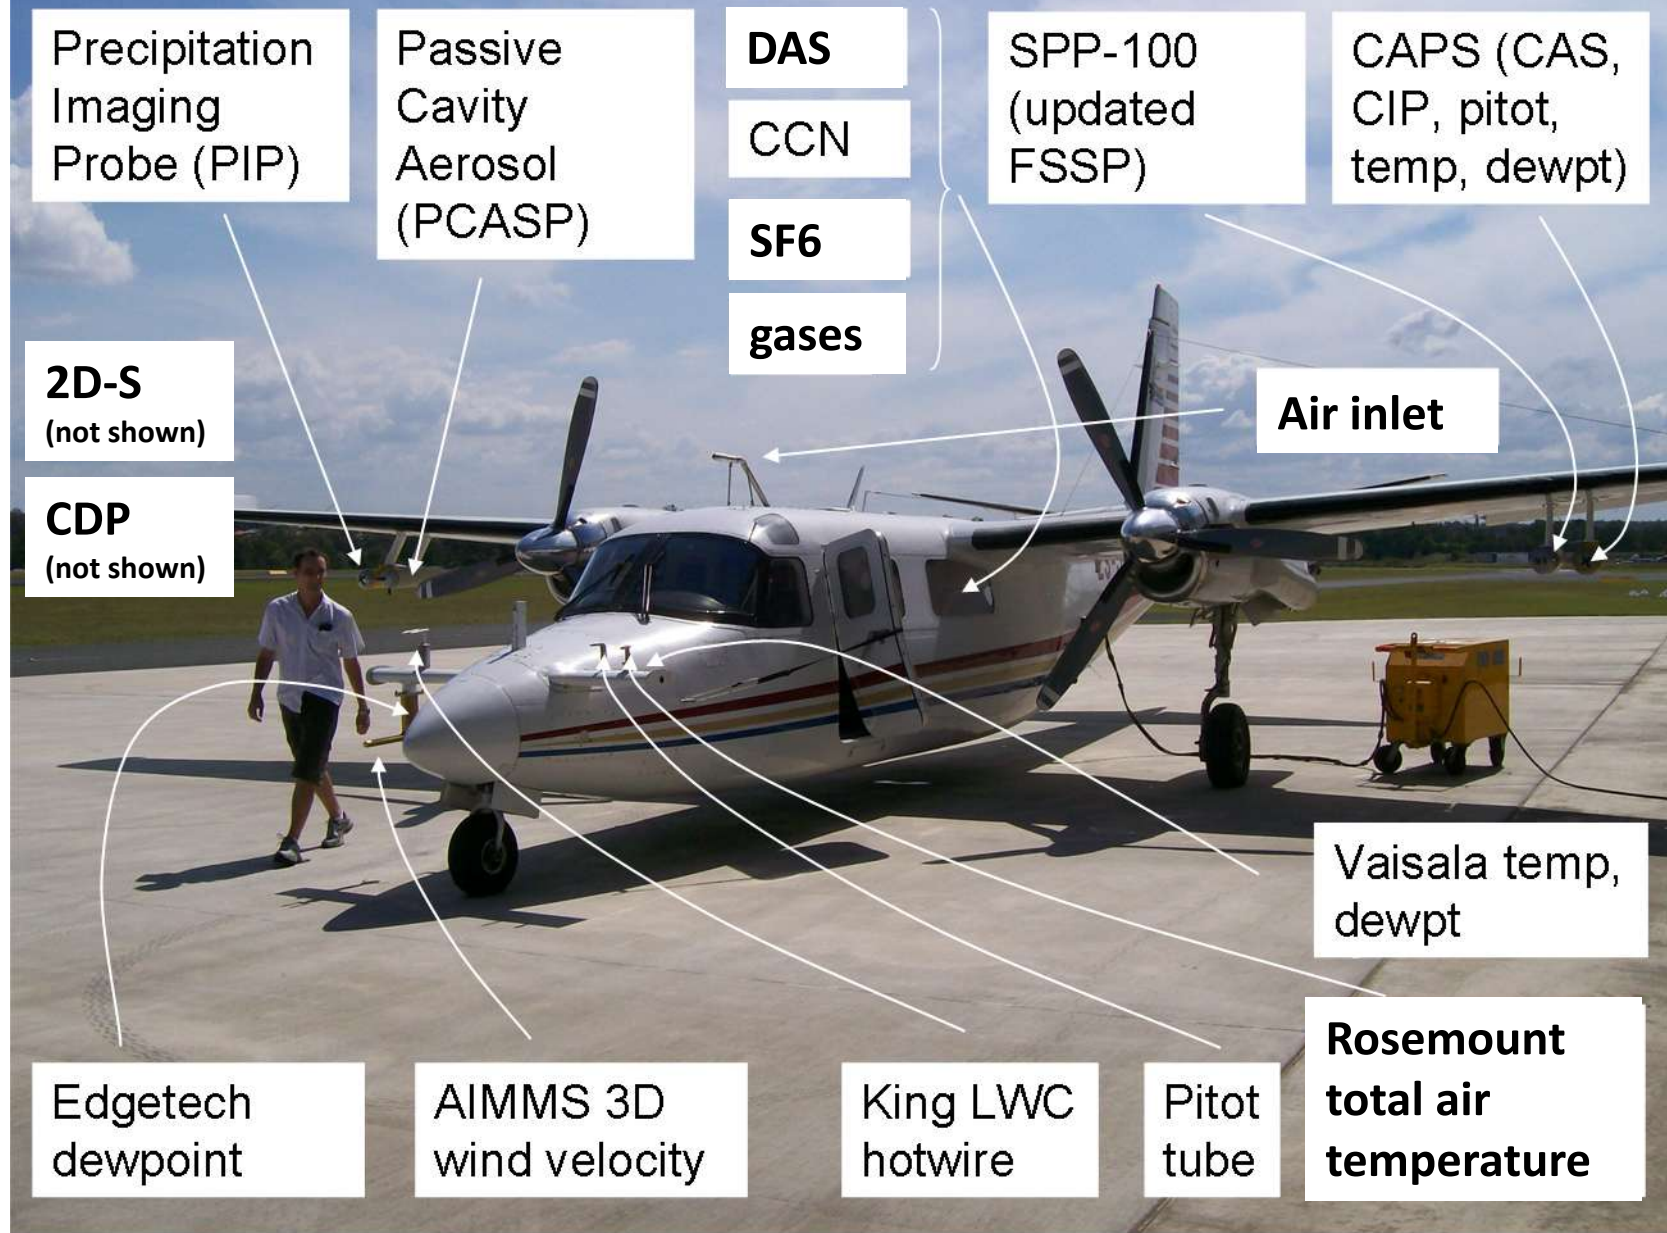 Precipitation
Imaging
Probe (PIP)
Passive
Cavity
Aerosol
(PCASP)
DAS
CCN
SF6
gases
SPP-100
(updated
FSSP)
CAPS (CAS,
CIP, pitot,
temp, dewpt)
2D-S
(not shown)
CDP
(not shown)
Air inlet
Vaisala temp,
dewpt
Edgetech
dewpoint
AIMMS 3D
wind velocity
King LWC
hotwire
Pitot
tube
Rosemount
total air
temperature